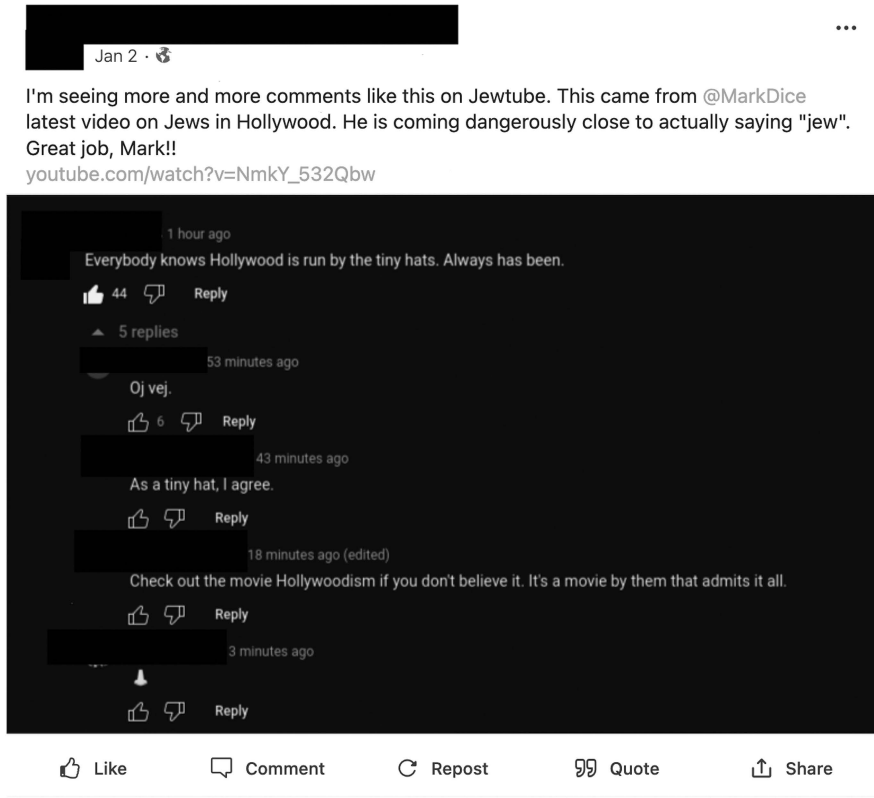 Jan 2 ·
I'm seeing more and more comments like this on Jewtube. This came from @MarkDice
latest video on Jews in Hollywood. He is coming dangerously close to actually saying "jew".
Great job, Mark!!
youtube.com/watch?v=NmkY_532Qbw
1 hour ago
Everybody knows Hollywood is run by the tiny hats. Always has been.
44 Reply
5 replies
53 minutes ago
Oj vej.
6 Reply
43 minutes ago
As a tiny hat, I agree.
Reply
18 minutes ago (edited)
Check out the movie Hollywoodism if you don't believe it. It's a movie by them that admits it all.
Reply
3 minutes ago
Reply
Like Comment Repost Quote Share